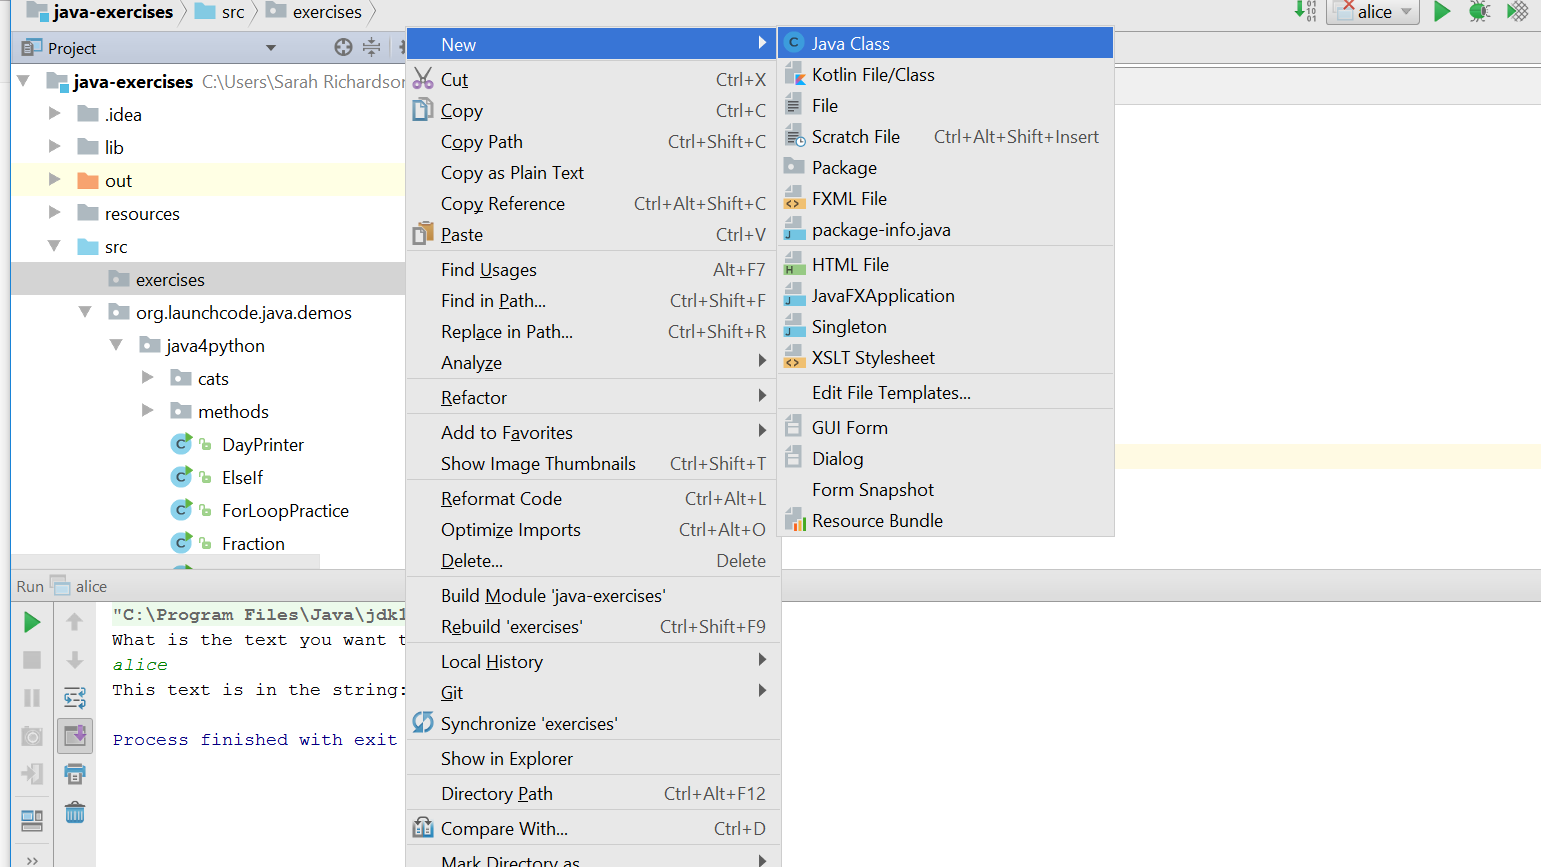 java-exercises src exercises alice
Project
java-exercises C:\Users\Sarah Richardson
.idea
lib
out
resources
src
exercises
org.launchcode.java.demos
java4python
cats
methods
DayPrinter
ElseIf
ForLoopPractice
Fraction
New
Cut Ctrl+X
Copy Ctrl+C
Copy Path Ctrl+Shift+C
Copy as Plain Text
Copy Reference Ctrl+Alt+Shift+C
Paste Ctrl+V
Find Usages Alt+F7
Find in Path... Ctrl+Shift+F
Replace in Path... Ctrl+Shift+R
Analyze
Refactor
Add to Favorites
Show Image Thumbnails Ctrl+Shift+T
Reformat Code Ctrl+Alt+L
Optimize Imports Ctrl+Alt+O
Delete... Delete
Build Module 'java-exercises'
Rebuild 'exercises' Ctrl+Shift+F9
Local History
Git
Synchronize 'exercises'
Show in Explorer
Directory Path Ctrl+Alt+F12
Compare With... Ctrl+D
Mark Directory as
Java Class
Kotlin File/Class
File
Scratch File Ctrl+Alt+Shift+Insert
Package
FXML File
package-info.java
HTML File
JavaFXApplication
Singleton
XSLT Stylesheet
Edit File Templates...
GUI Form
Dialog
Form Snapshot
Resource Bundle
Run alice
"C:\Program Files\Java\jdk1
What is the text you want t
alice
This text is in the string:
Process finished with exit